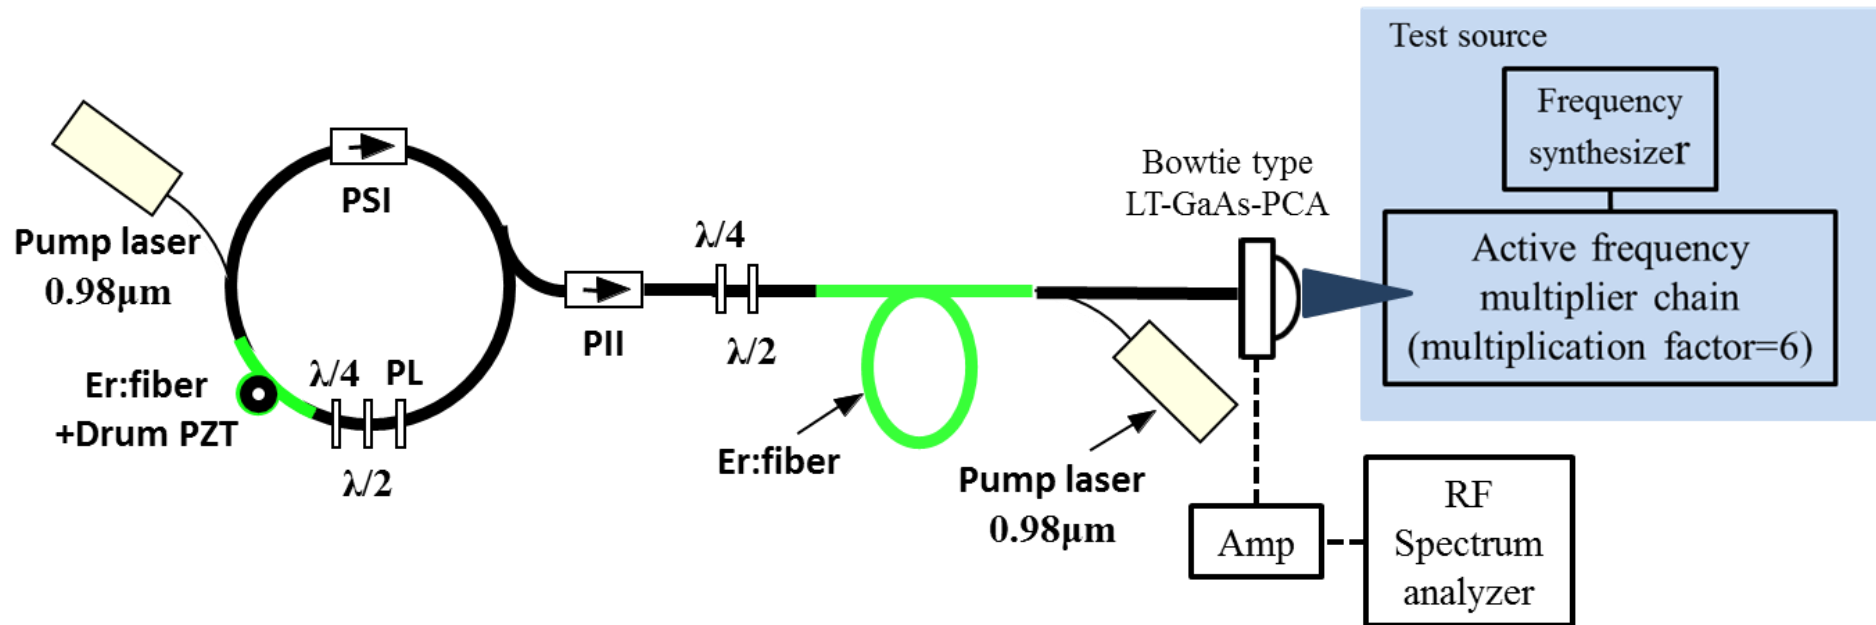 Test source
Frequency
synthesizer
Bowtie type
LT-GaAs-PCA
Active frequency
multiplier chain
(multiplication factor=6)
PSI
Pump laser
0.98μm
λ/4
PII
λ/2
Er:fiber
+Drum PZT
λ/4
PL
λ/2
Er:fiber
Pump laser
0.98μm
Amp
RF
Spectrum
analyzer